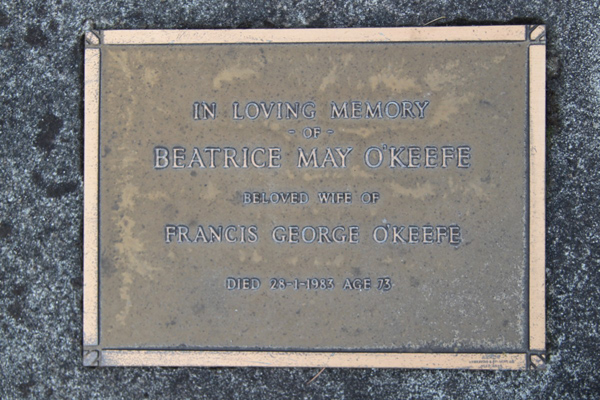 IN LOVING MEMORY
- OF -
BEATRICE MAY O'KEEFE
BELOVED WIFE OF
FRANCIS GEORGE O'KEEFE
DIED 28-1-1983 AGE 73